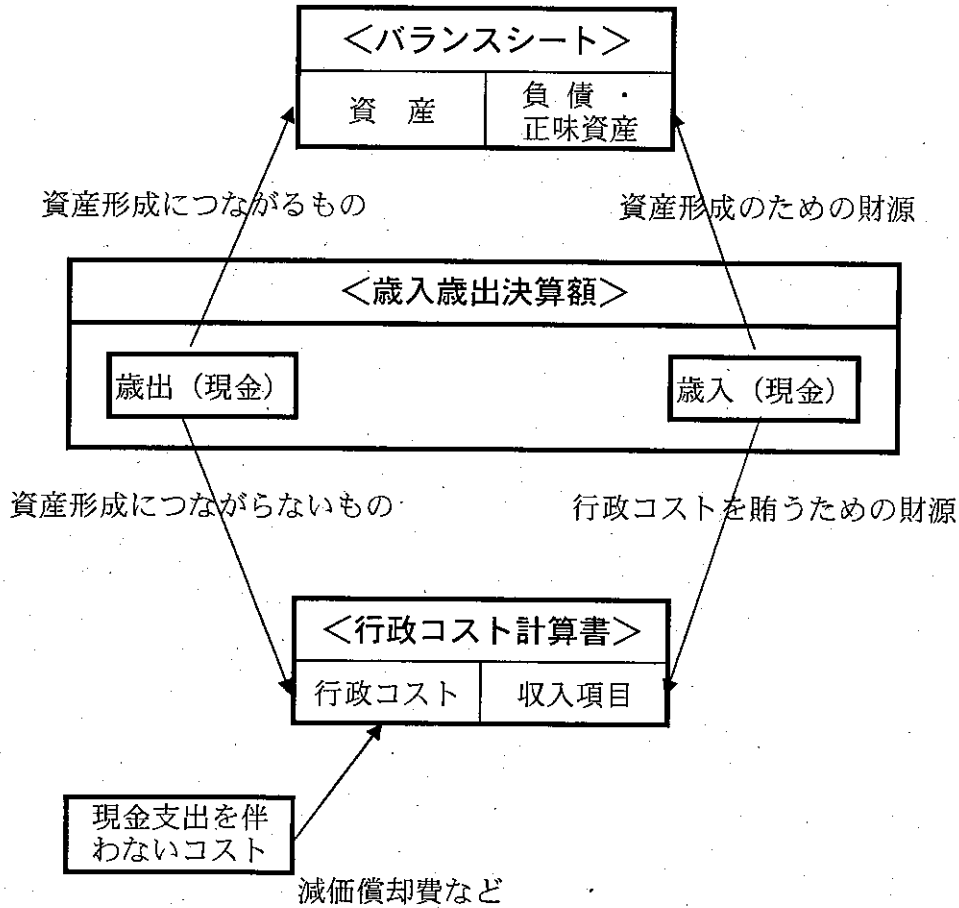 ＜バランスシート＞
資　産
負 債 ・
正味資産
資産形成につながるもの
資産形成のための財源
＜歳入歳出決算額＞
歳出（現金）
歳入（現金）
資産形成につながらないもの
行政コストを賄うための財源
＜行政コスト計算書＞
行政コスト
収入項目
現金支出を伴
わないコスト
減価償却費など